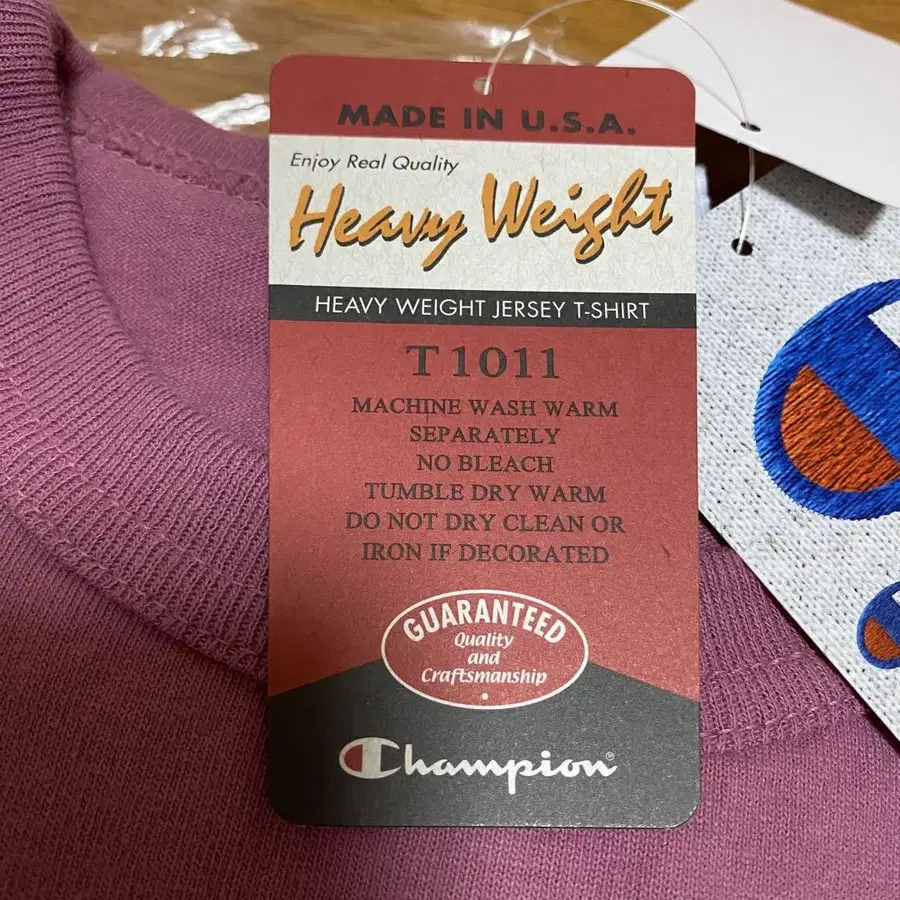 MADE IN U.S.A.
Enjoy Real Quality
Heavy Weight
HEAVY WEIGHT JERSEY T-SHIRT
T1011
MACHINE WASH WARM
SEPARATELY
NO BLEACH
TUMBLE DRY WARM
DO NOT DRY CLEAN OR
IRON IF DECORATED
GUARANTEED
Quality
and
Craftsmanship
Champion®